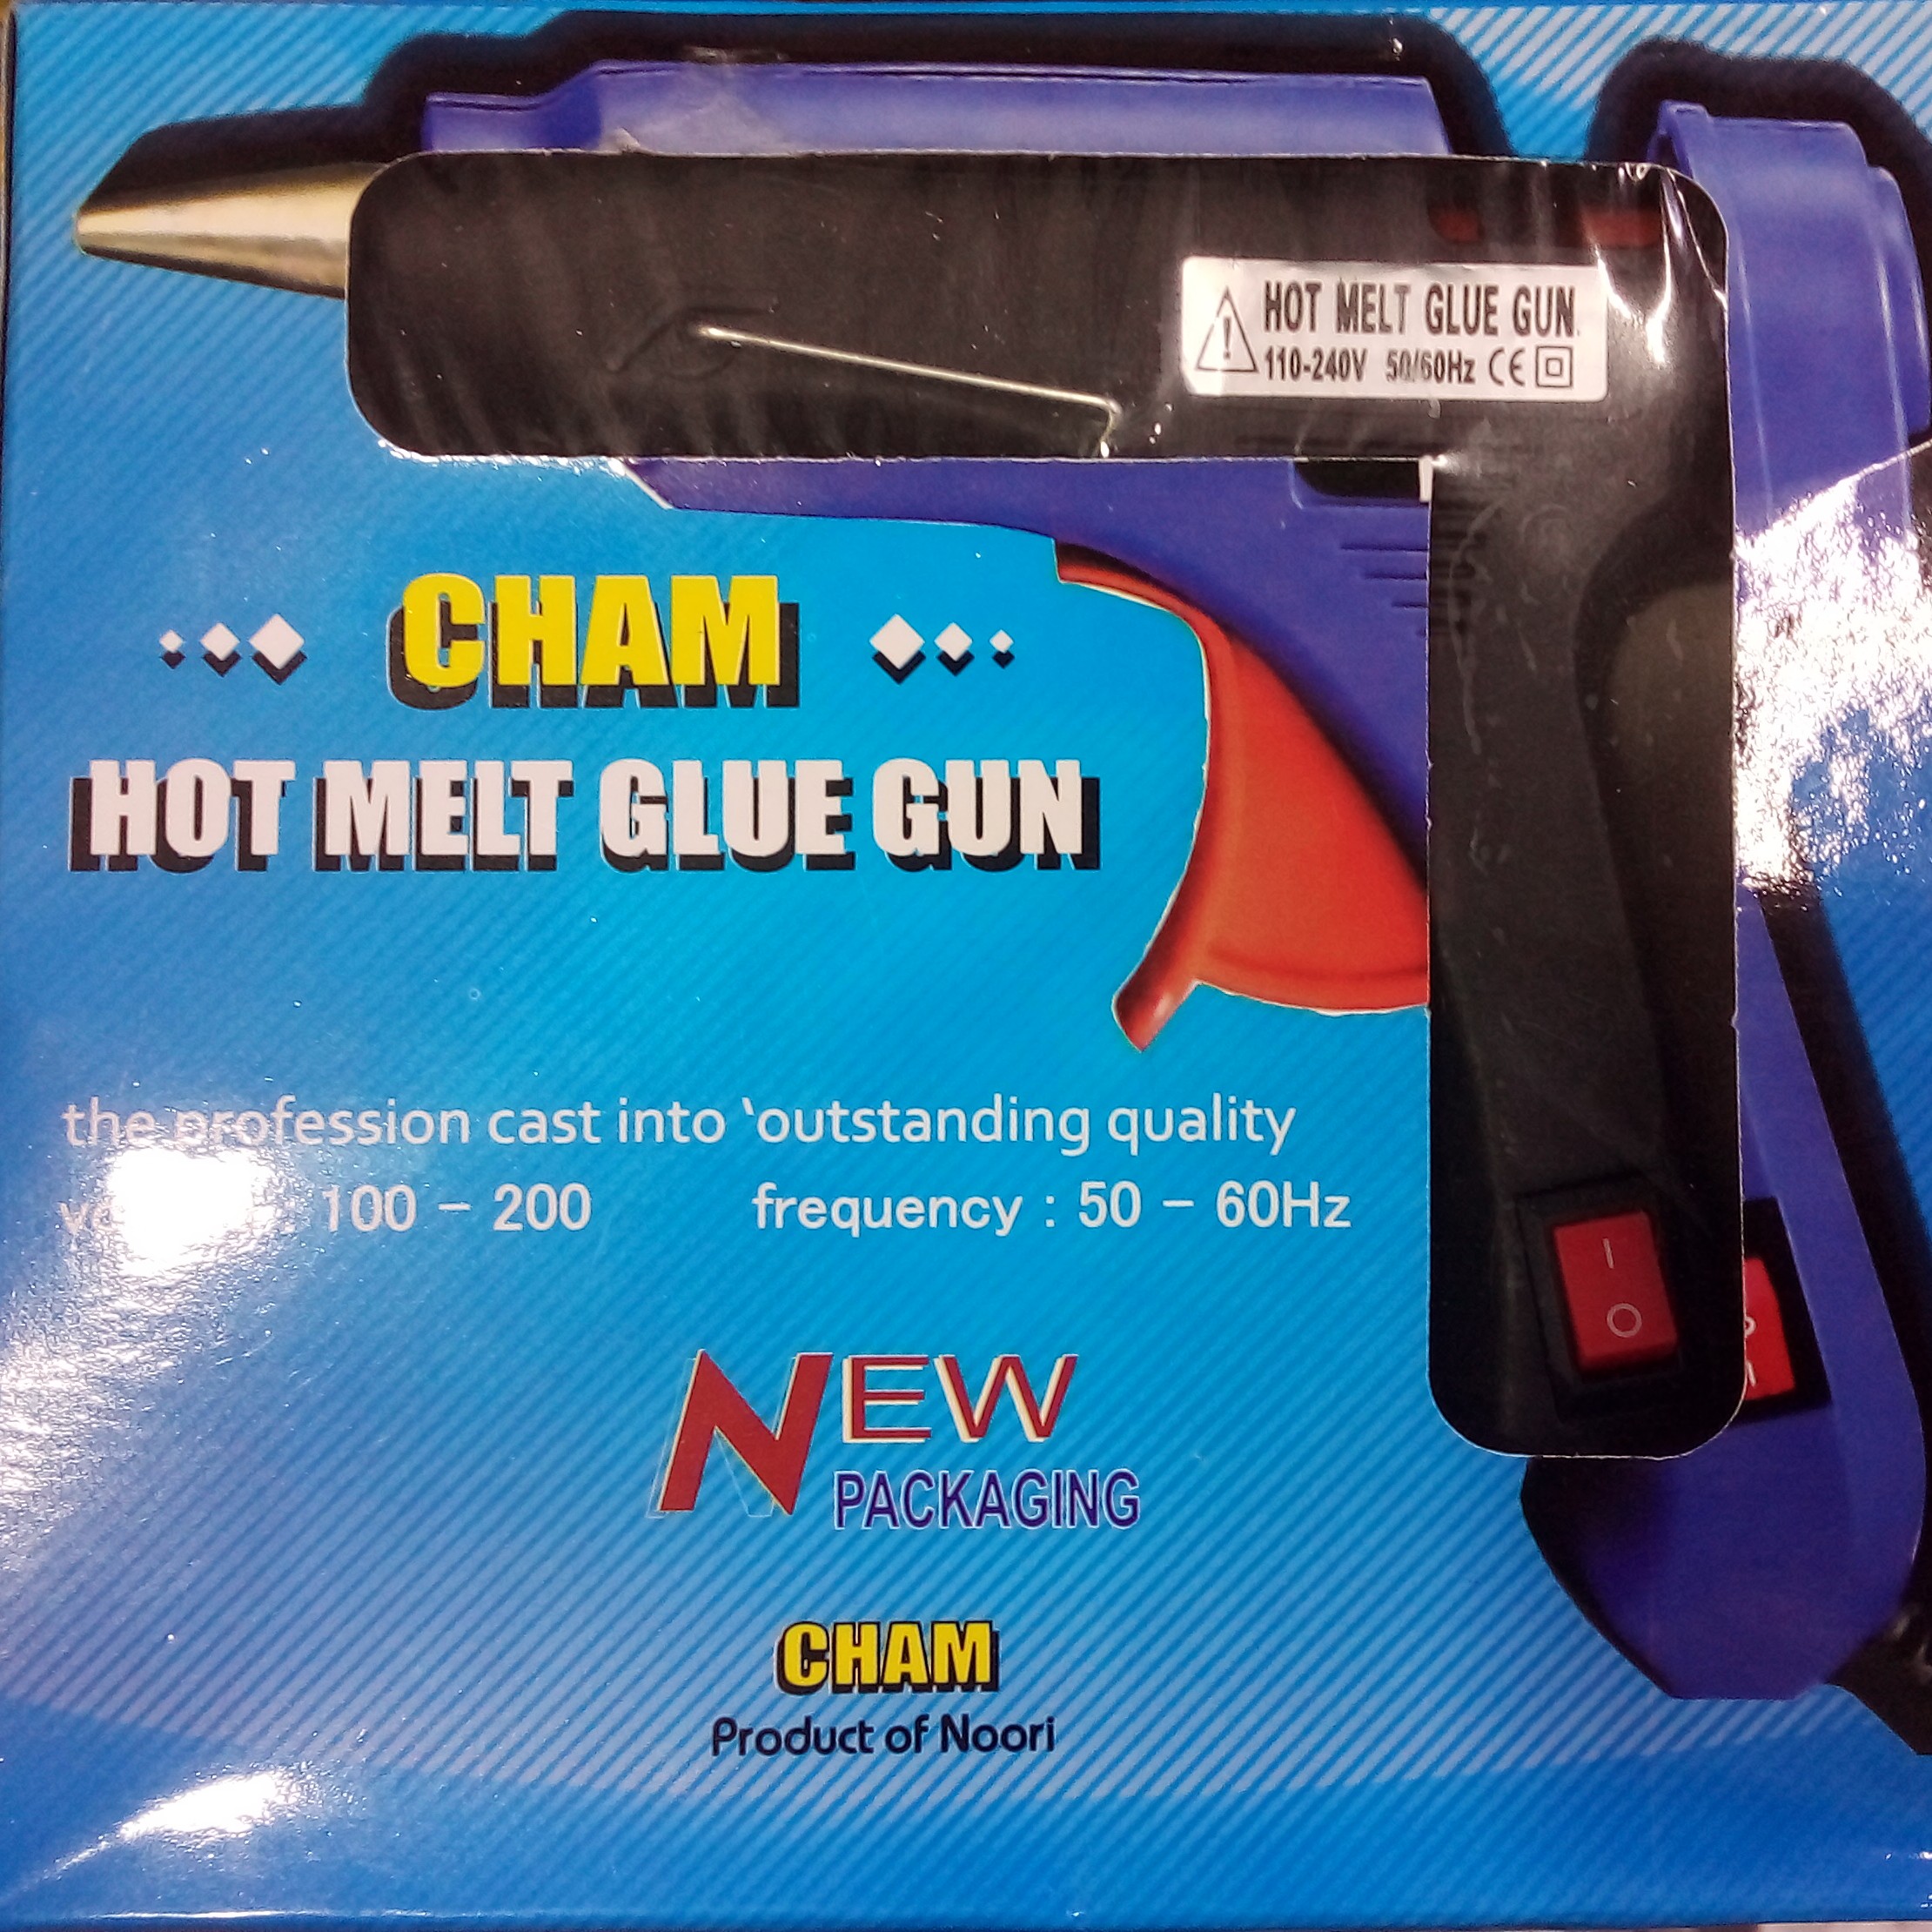 HOT MELT GLUE GUN
110-240V 50/60Hz CE
CHAM
HOT MELT GLUE GUN
the profession cast into 'outstanding quality
100 - 200 frequency : 50 - 60Hz
I
O
NEW
PACKAGING
CHAM
Product of Noori